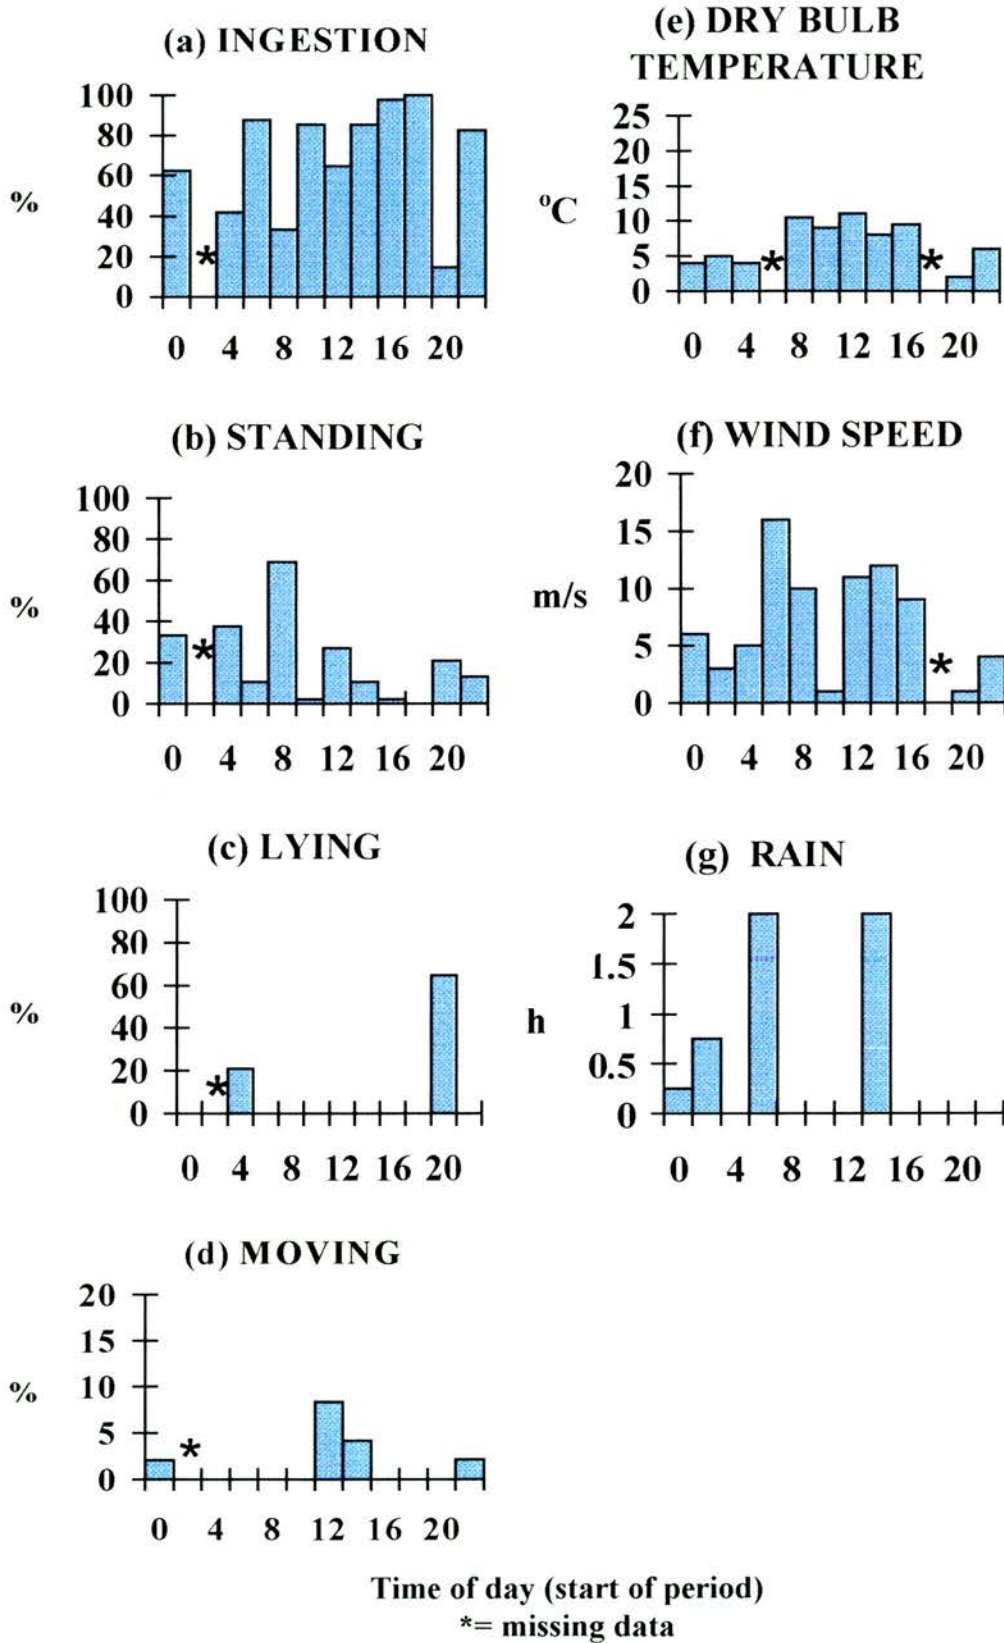 (a) INGESTION
100
80
60
40
20
0
%
*
0 4 8 12 16 20
(b) STANDING
100
80
60
40
20
0
%
*
0 4 8 12 16 20
(c) LYING
100
80
60
40
20
0
%
*
0 4 8 12 16 20
(d) MOVING
20
15
10
5
0
%
*
0 4 8 12 16 20
(e) DRY BULB
TEMPERATURE
25
20
15
10
5
0
°C
* *
0 4 8 12 16 20
(f) WIND SPEED
20
15
10
5
0
m/s
*
0 4 8 12 16 20
(g) RAIN
2
1.5
1
0.5
0
h
0 4 8 12 16 20
Time of day (start of period)
*= missing data